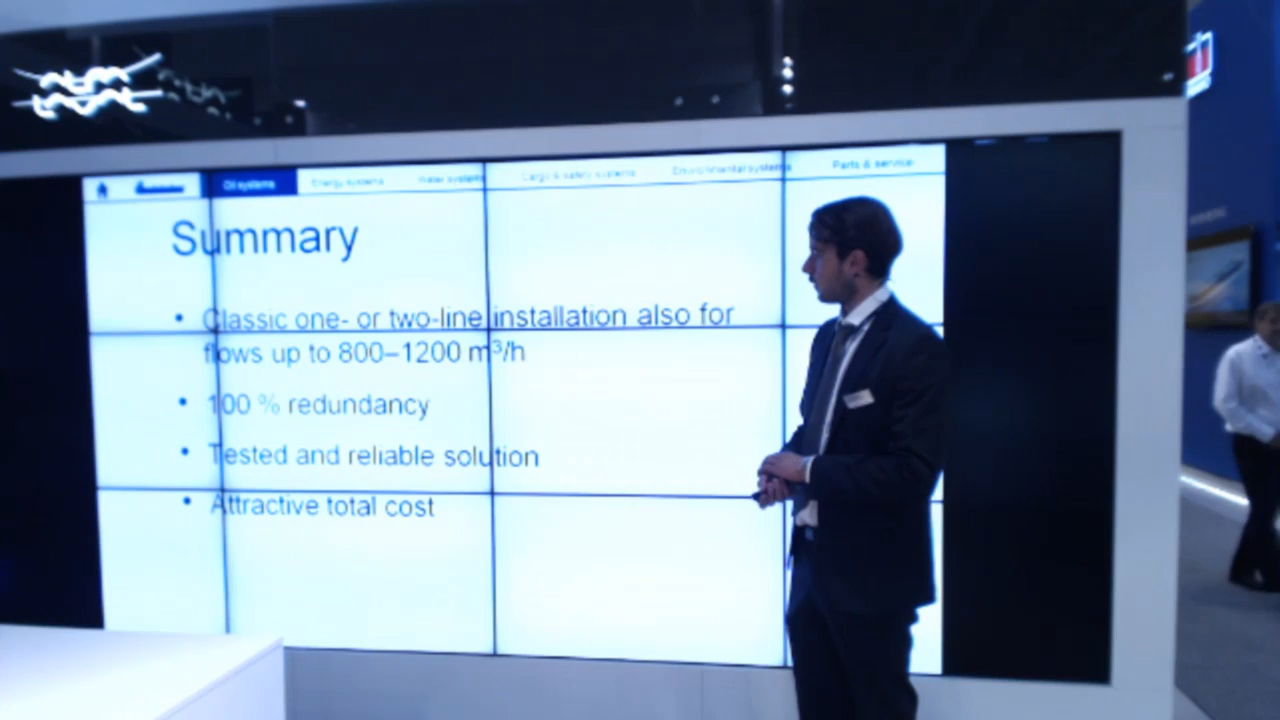 Oil systems
Energy systems
Water systems
Cargo & safety systems
Environmental systems
Parts & service
Summary
• Classic one- or two-line installation also for
flows up to 800–1200 m³/h
• 100 % redundancy
• Tested and reliable solution
• Attractive total cost